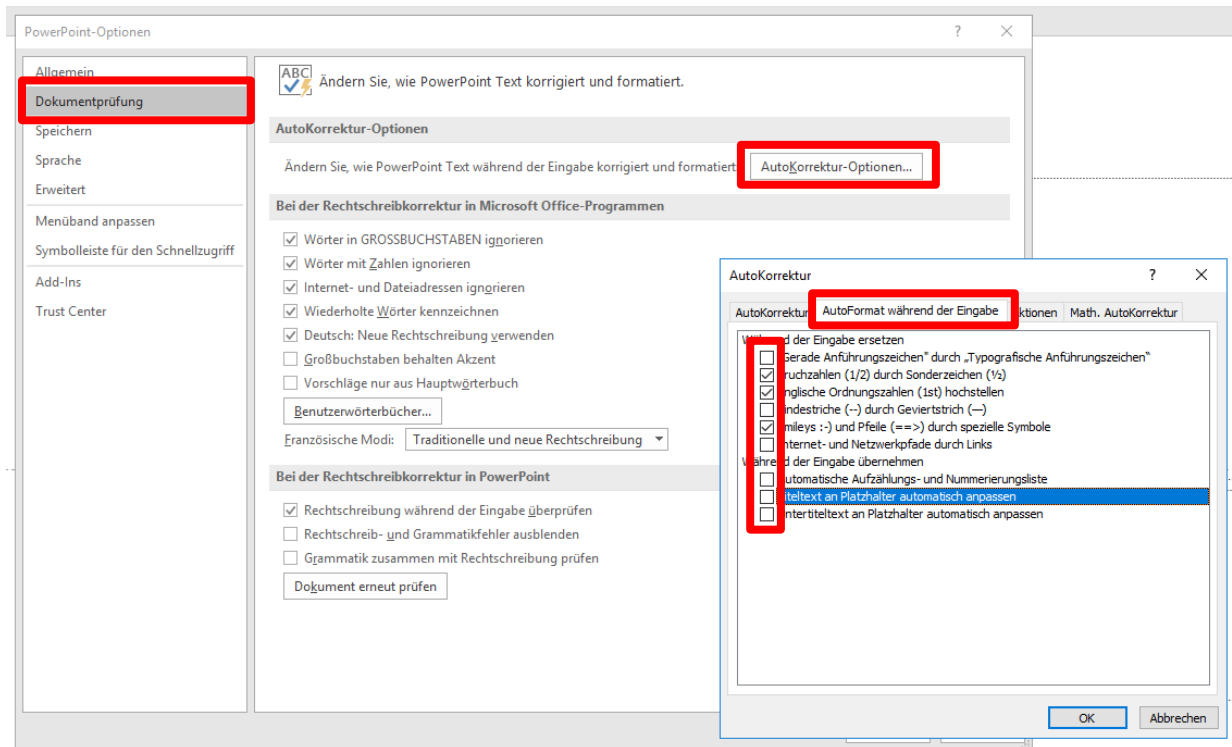 PowerPoint-Optionen
Allgemein
Dokumentprüfung
Speichern
Sprache
Erweitert
Menüband anpassen
Symbolleiste für den Schnellzugriff
Add-Ins
Trust Center
ABC
Ändern Sie, wie PowerPoint Text korrigiert und formatiert.
AutoKorrektur-Optionen
Ändern Sie, wie PowerPoint Text während der Eingabe korrigiert und formatiert
AutoKorrektur-Optionen...
Bei der Rechtschreibkorrektur in Microsoft Office-Programmen
Wörter in GROSSBUCHSTABEN ignorieren
Wörter mit Zahlen ignorieren
Internet- und Dateiadressen ignorieren
Wiederholte Wörter kennzeichnen
Deutsch: Neue Rechtschreibung verwenden
Großbuchstaben behalten Akzent
Vorschläge nur aus Hauptwörterbuch
Benutzerwörterbücher...
Französische Modi: Traditionelle und neue Rechtschreibung
Bei der Rechtschreibkorrektur in PowerPoint
Rechtschreibung während der Eingabe überprüfen
Rechtschreib- und Grammatikfehler ausblenden
Grammatik zusammen mit Rechtschreibung prüfen
Dokument erneut prüfen
AutoKorrektur
AutoKorrektur AutoFormat während der Eingabe ktionen Math. AutoKorrektur
Während der Eingabe ersetzen
Gerade Anführungszeichen" durch „Typografische Anführungszeichen“
ruchzahlen (1/2) durch Sonderzeichen (½)
nglische Ordnungszahlen (1st) hochstellen
indestriche (--) durch Geviertstrich (—)
mileys :-) und Pfeile (==>) durch spezielle Symbole
nternet- und Netzwerkpfade durch Links
Während der Eingabe übernehmen
utomatische Aufzählungs- und Nummerierungsliste
iteltext an Platzhalter automatisch anpassen
ntertiteltext an Platzhalter automatisch anpassen
OK
Abbrechen